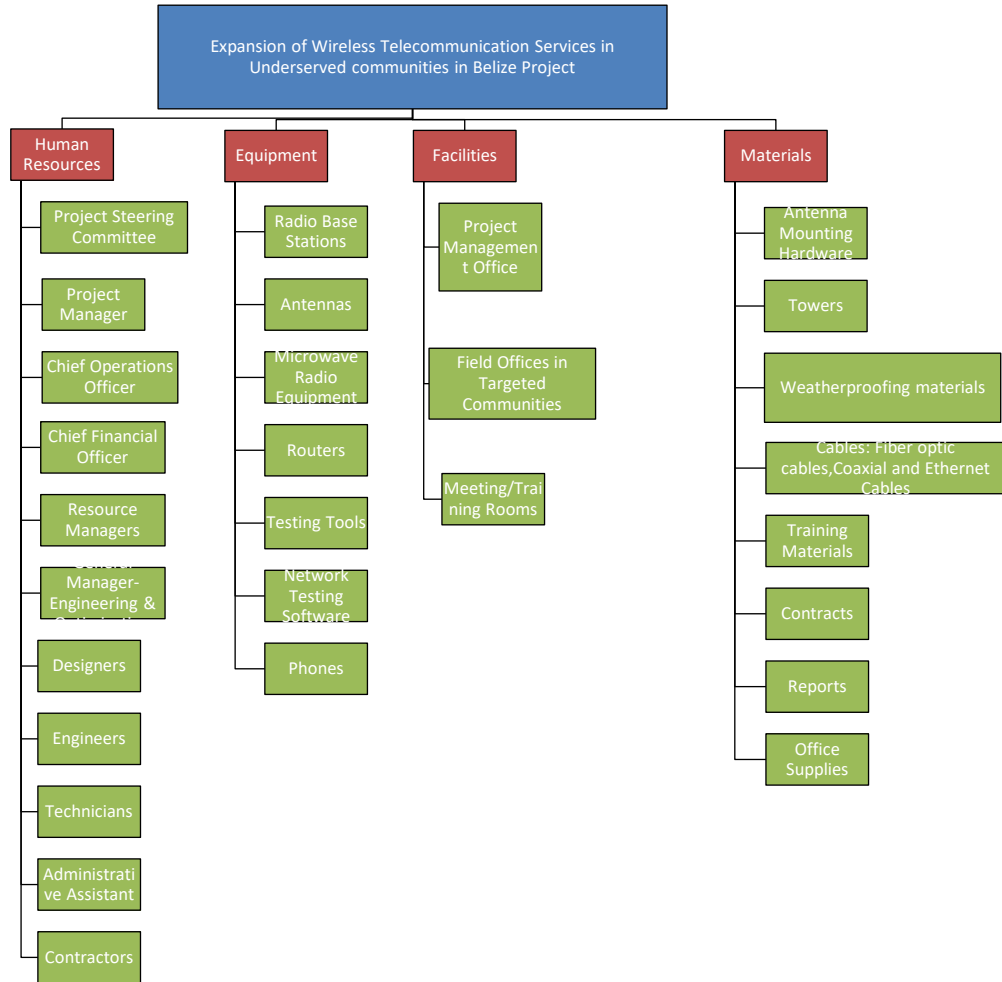 Expansion of Wireless Telecommunication Services in
Underserved communities in Belize Project
Human
Resources
Project Steering
Committee
Project
Manager
Chief Operations
Officer
Chief Financial
Officer
Resource
Managers
Manager-
Engineering &
Designers
Engineers
Technicians
Administrati
ve Assistant
Contractors
Equipment
Radio Base
Stations
Antennas
Microwave
Radio
Equipment
Routers
Testing Tools
Network
Testing
Software
Phones
Facilities
Project
Managemen
t Office
Field Offices in
Targeted
Communities
Meeting/Trai
ning Rooms
Materials
Antenna
Mounting
Hardware
Towers
Weatherproofing materials
Cables: Fiber optic
cables,Coaxial and Ethernet
Cables
Training
Materials
Contracts
Reports
Office
Supplies